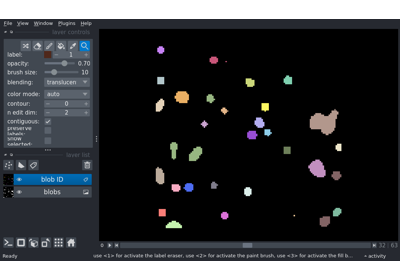 File View Window Plugins Help
layer controls
label: 1
opacity: 0.70
brush size: 10
blending: translucen
color mode: auto
contour: 0
n edit dim: 2
contiguous:
preserve
labels:
show
selected:
layer list
blob ID
blobs
32 63
Ready
use <1> for activate the label eraser, use <2> for activate the paint brush, use <3> for activate the fill b...
activity